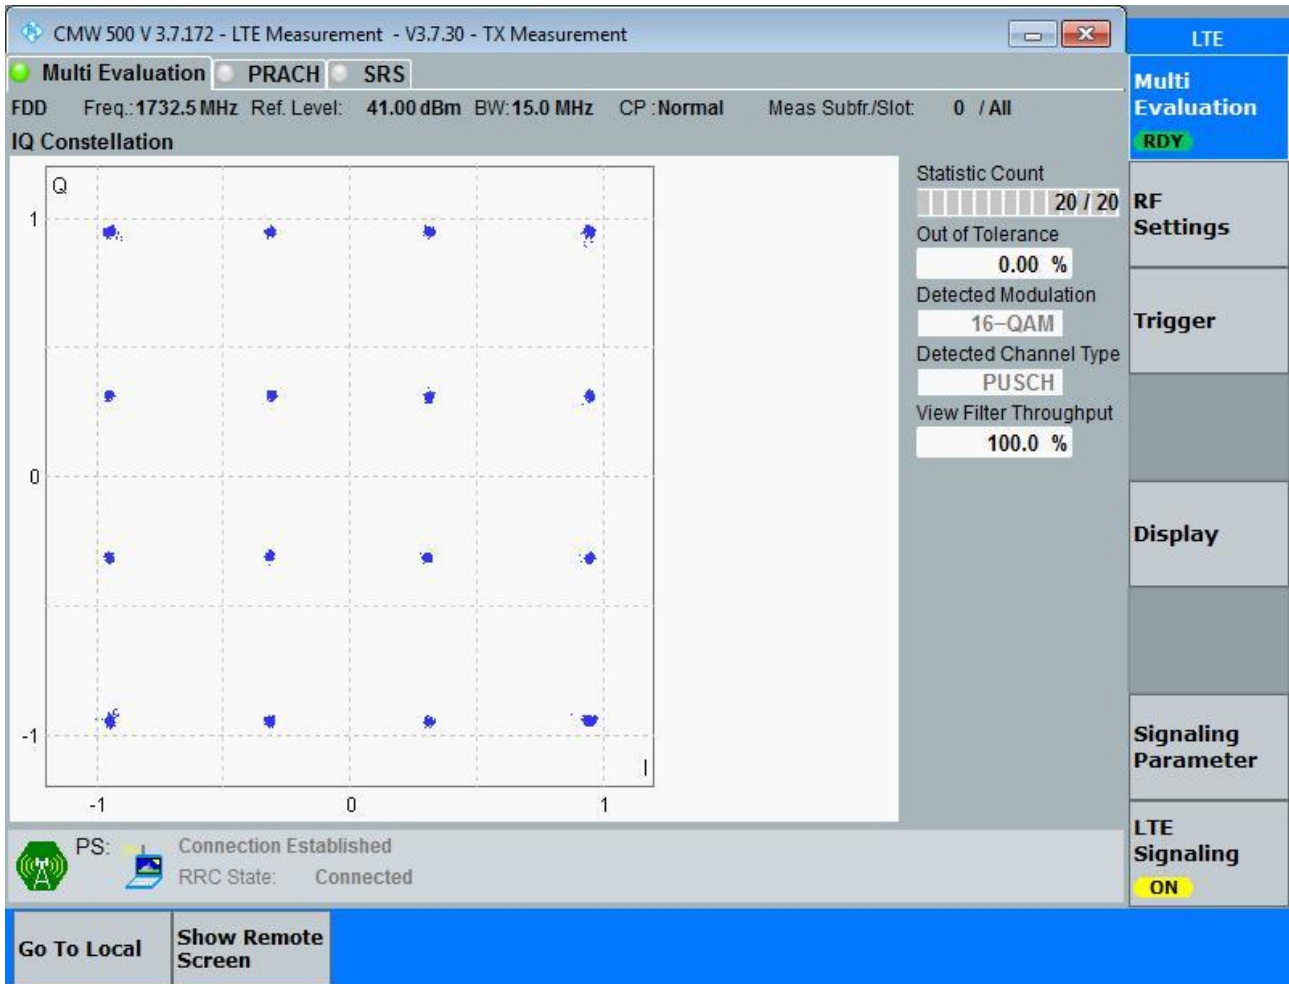 CMW 500 V 3.7.172 - LTE Measurement - V3.7.30 - TX Measurement
LTE
Multi Evaluation PRACH SRS
FDD Freq.:1732.5 MHz Ref. Level: 41.00 dBm BW:15.0 MHz CP :Normal Meas Subfr./Slot: 0 / All
IQ Constellation
Q
1
0
-1
I
-1 0 1
Statistic Count
20 / 20
Out of Tolerance
0.00 %
Detected Modulation
16-QAM
Detected Channel Type
PUSCH
View Filter Throughput
100.0 %
Multi
Evaluation
RDY
RF
Settings
Trigger
Display
Signaling
Parameter
LTE
Signaling
ON
PS: Connection Established
RRC State: Connected
Go To Local
Show Remote
Screen